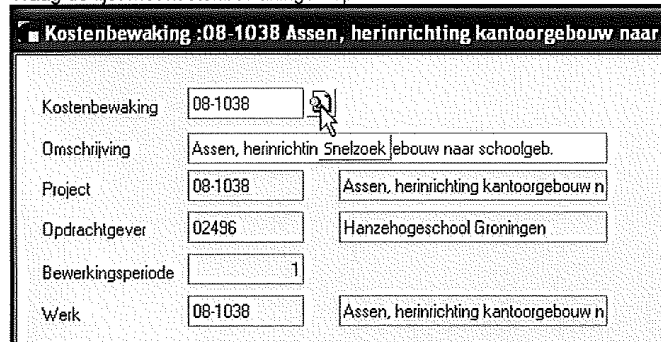 Kostenbewaking :08-1038 Assen, herinrichting kantoorgebouw naar
Kostenbewaking 08-1038
Omschrijving Assen, herinrichtin Snelzoek ebouw naar schoolgeb.
Project 08-1038 Assen, herinrichting kantoorgebouw n
Opdrachtgever 02496 Hanzehogeschool Groningen
Bewerkingsperiode 1
Werk 08-1038 Assen, herinrichting kantoorgebouw n